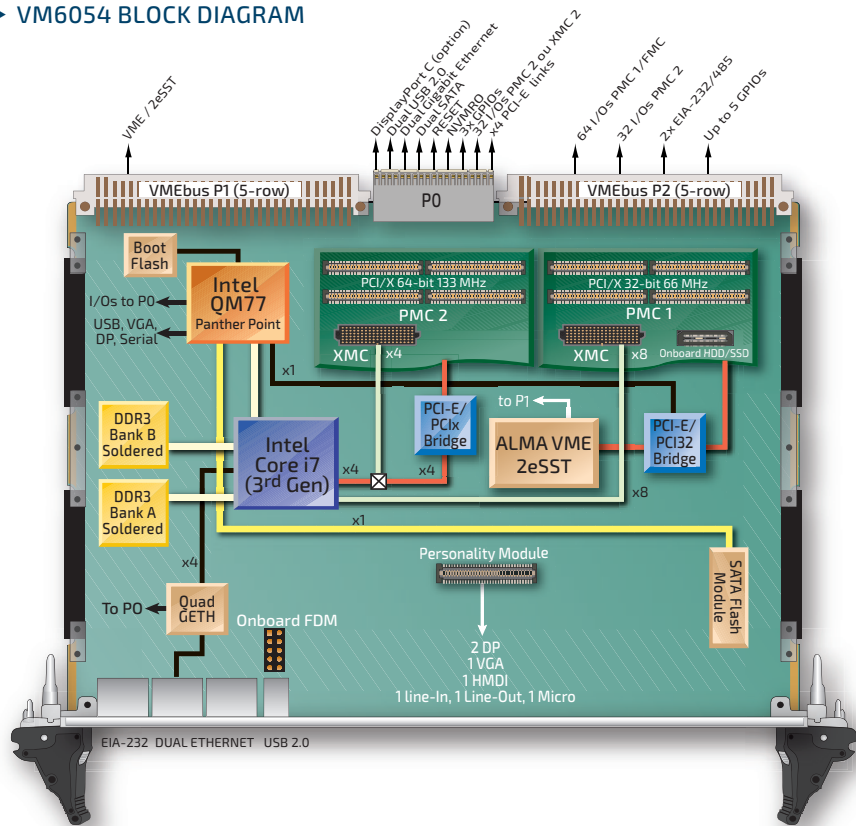 VM6054 BLOCK DIAGRAM
VME / 2eSST
DisplayPort C (option)
Dual USB 2.0
Dual Gigabit Ethernet
Dual SATA
RESET
NVMRO
3x GPIOs
32 I/Os PMC 2 ou XMC 2
x4 PCI-E links
64 I/Os PMC 1/FMC
32 I/Os PMC 2
2x EIA-232/485
Up to 5 GPIOs
VMEbus P1 (5-row)
P0
VMEbus P2 (5-row)
Boot
Flash
Intel
QM77
Panther Point
I/Os to P0
USB, VGA,
DP, Serial
PCI/X 64-bit 133 MHz
PMC 2
XMC
x4
PCI/X 32-bit 66 MHz
PMC 1
XMC
x8
Onboard HDD/SSD
x1
to P1
DDR3
Bank B
Soldered
Intel
Core i7
(3rd Gen)
PCI-E/
PCIx
Bridge
ALMA VME
2eSST
PCI-E/
PCI32
Bridge
x4
x4
x8
DDR3
Bank A
Soldered
x1
x4
Personality Module
SATA Flash
Module
To P0
Quad
GETH
Onboard FDM
2 DP
1 VGA
1 HMDI
1 line-In, 1 Line-Out, 1 Micro
EIA-232 DUAL ETHERNET USB 2.0